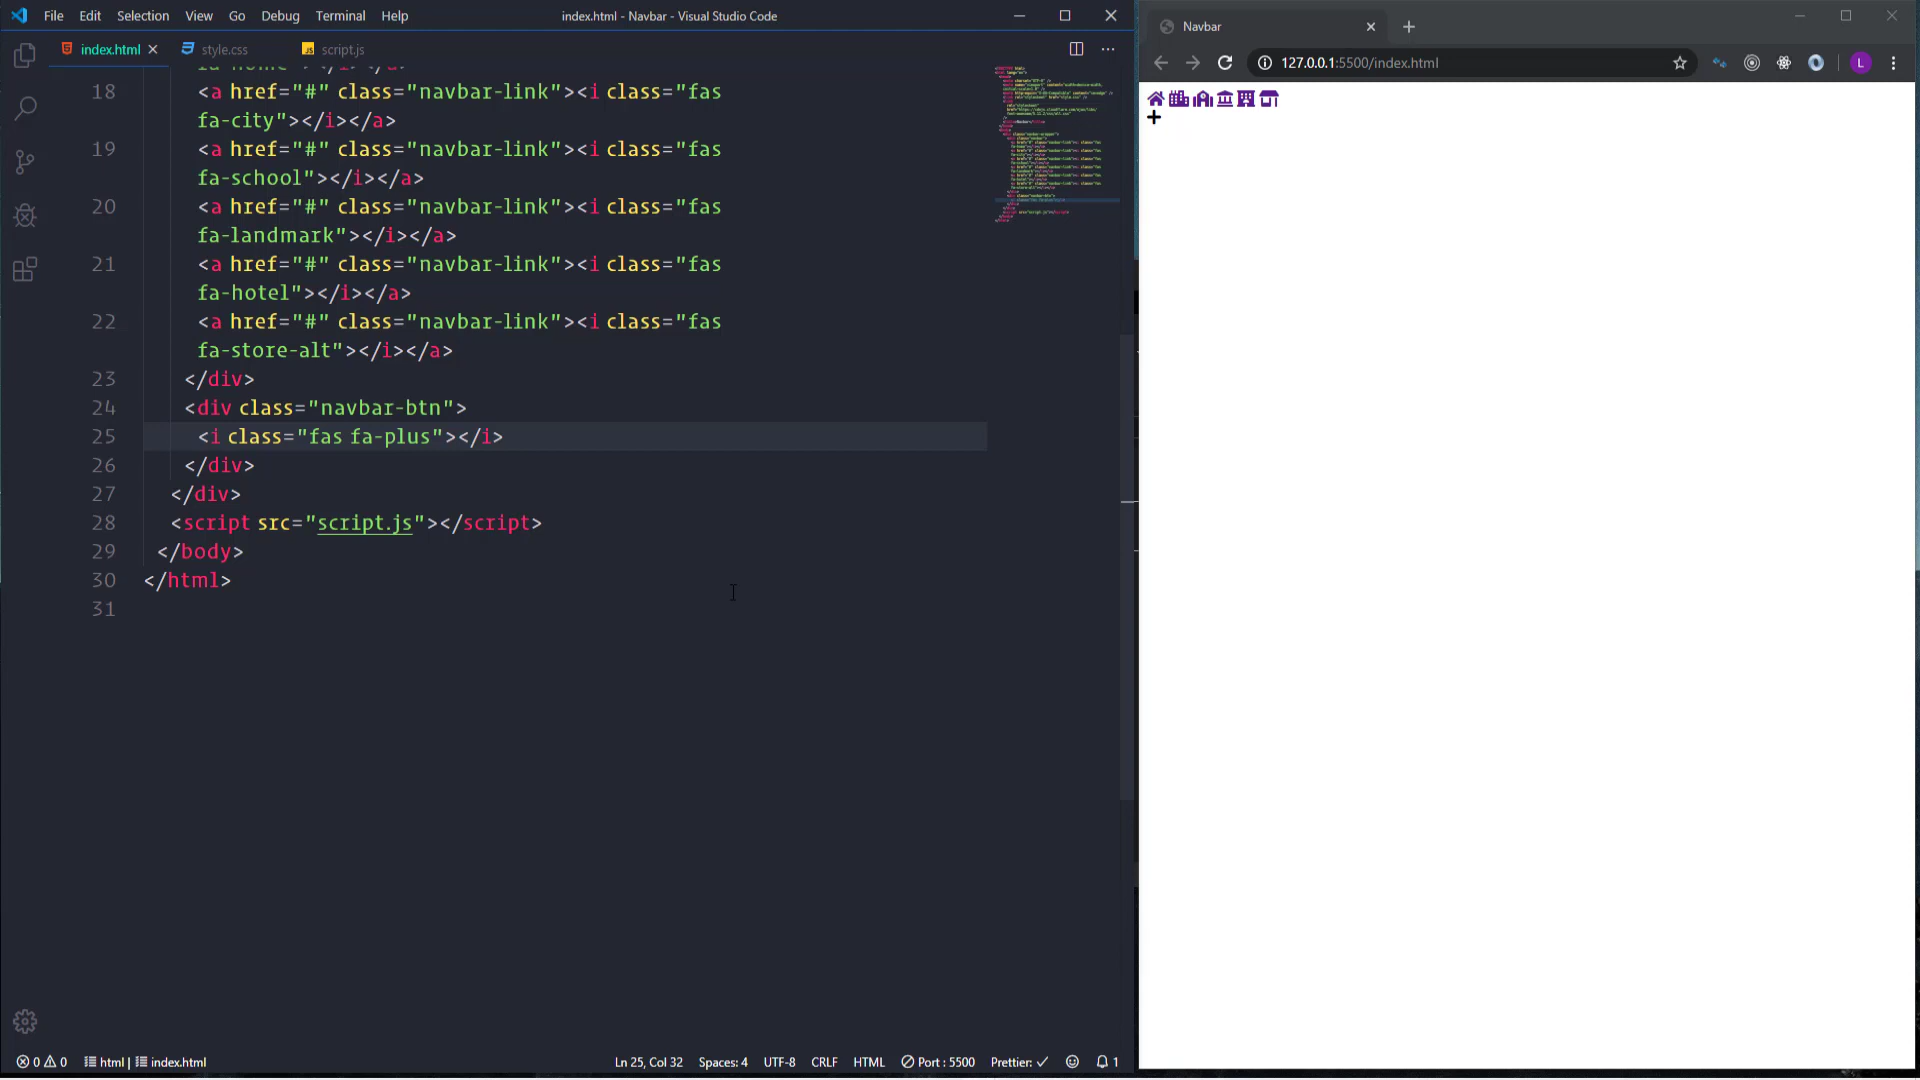 File Edit Selection View Go Debug Terminal Help
index.html - Navbar - Visual Studio Code
index.html style.css script.js
18 <a href="#" class="navbar-link"><i class="fas
fa-city"></i></a>
19 <a href="#" class="navbar-link"><i class="fas
fa-school"></i></a>
20 <a href="#" class="navbar-link"><i class="fas
fa-landmark"></i></a>
21 <a href="#" class="navbar-link"><i class="fas
fa-hotel"></i></a>
22 <a href="#" class="navbar-link"><i class="fas
fa-store-alt"></i></a>
23 </div>
24 <div class="navbar-btn">
25 <i class="fas fa-plus"></i>
26 </div>
27 </div>
28 <script src="script.js"></script>
29 </body>
30 </html>
31
0 0 html | index.html
Ln 25, Col 32 Spaces: 4 UTF-8 CRLF HTML Port : 5500 Prettier: ✓ 1
Navbar
127.0.0.1:5500/index.html
L